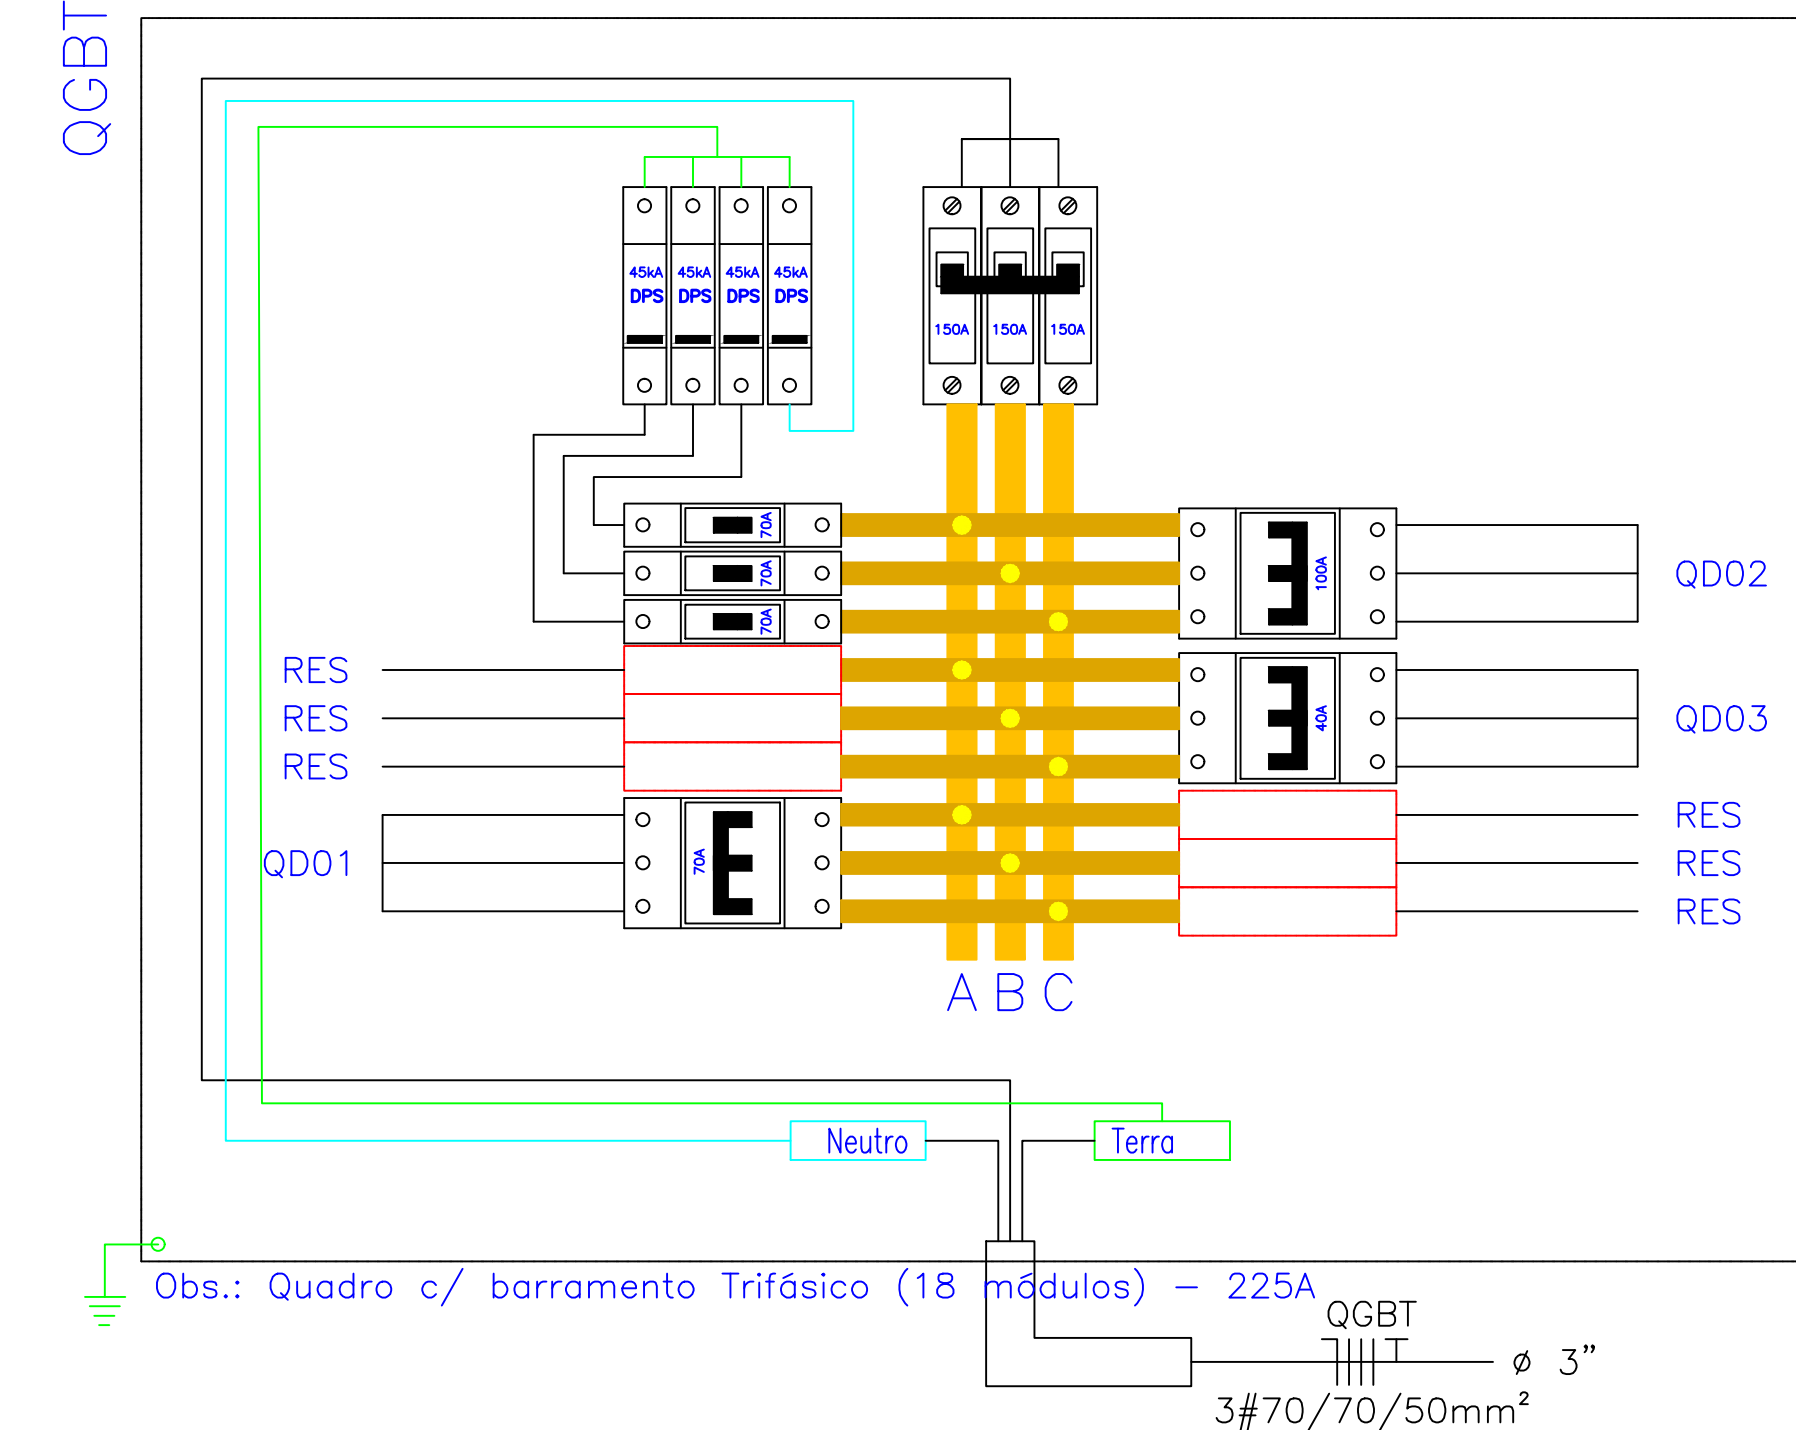 QGBT
45kA 45kA 45kA 45kA
DPS DPS DPS DPS
150A 150A 150A
70A
70A
70A
100A
QD02
RES
RES
RES
40A
QD03
QD01
70A
RES
RES
RES
A B C
Neutro
Terra
Obs.: Quadro c/ barramento Trifásico (18 módulos) - 225A
QGBT
ø 3"
3#70/70/50mm²